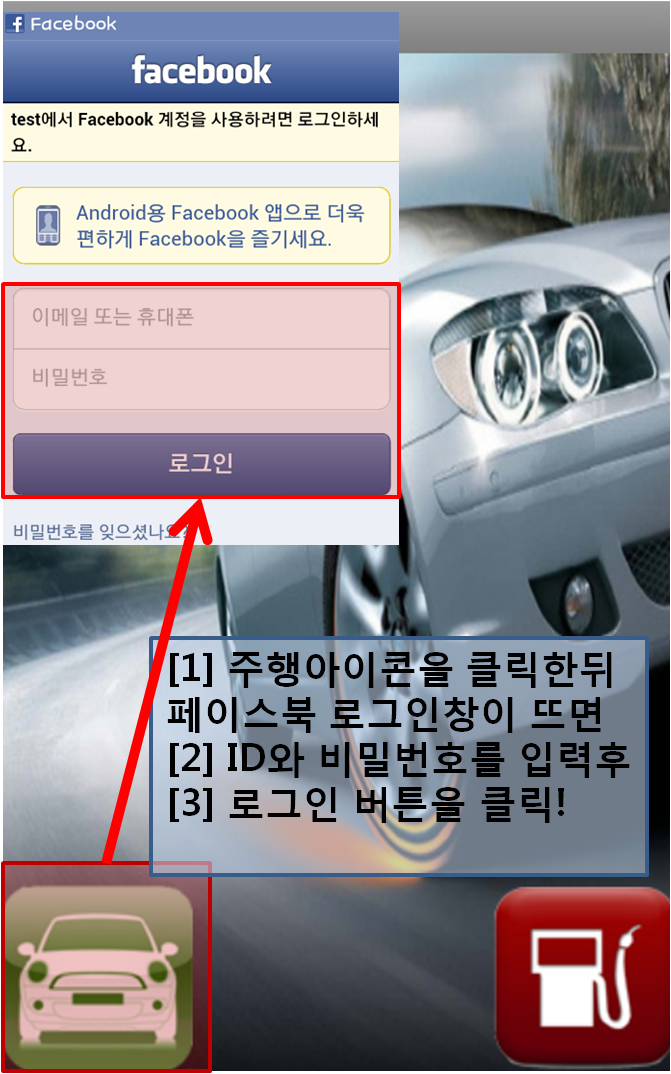 Facebook
facebook
test에서 Facebook 계정을 사용하려면 로그인하세
요.
Android용 Facebook 앱으로 더욱
편하게 Facebook을 즐기세요.
이메일 또는 휴대폰
비밀번호
로그인
비밀번호를 잊으셨나요?
[1] 주행아이콘을 클릭한뒤
페이스북 로그인창이 뜨면
[2] ID와 비밀번호를 입력후
[3] 로그인 버튼을 클릭!